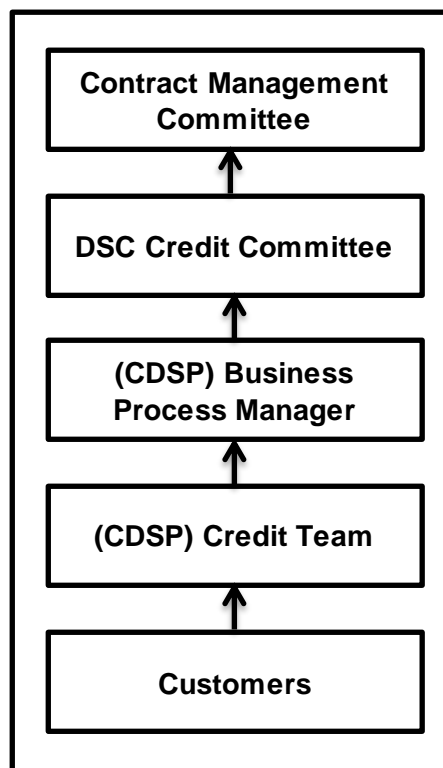 Contract Management
Committee
DSC Credit Committee
(CDSP) Business
Process Manager
(CDSP) Credit Team
Customers